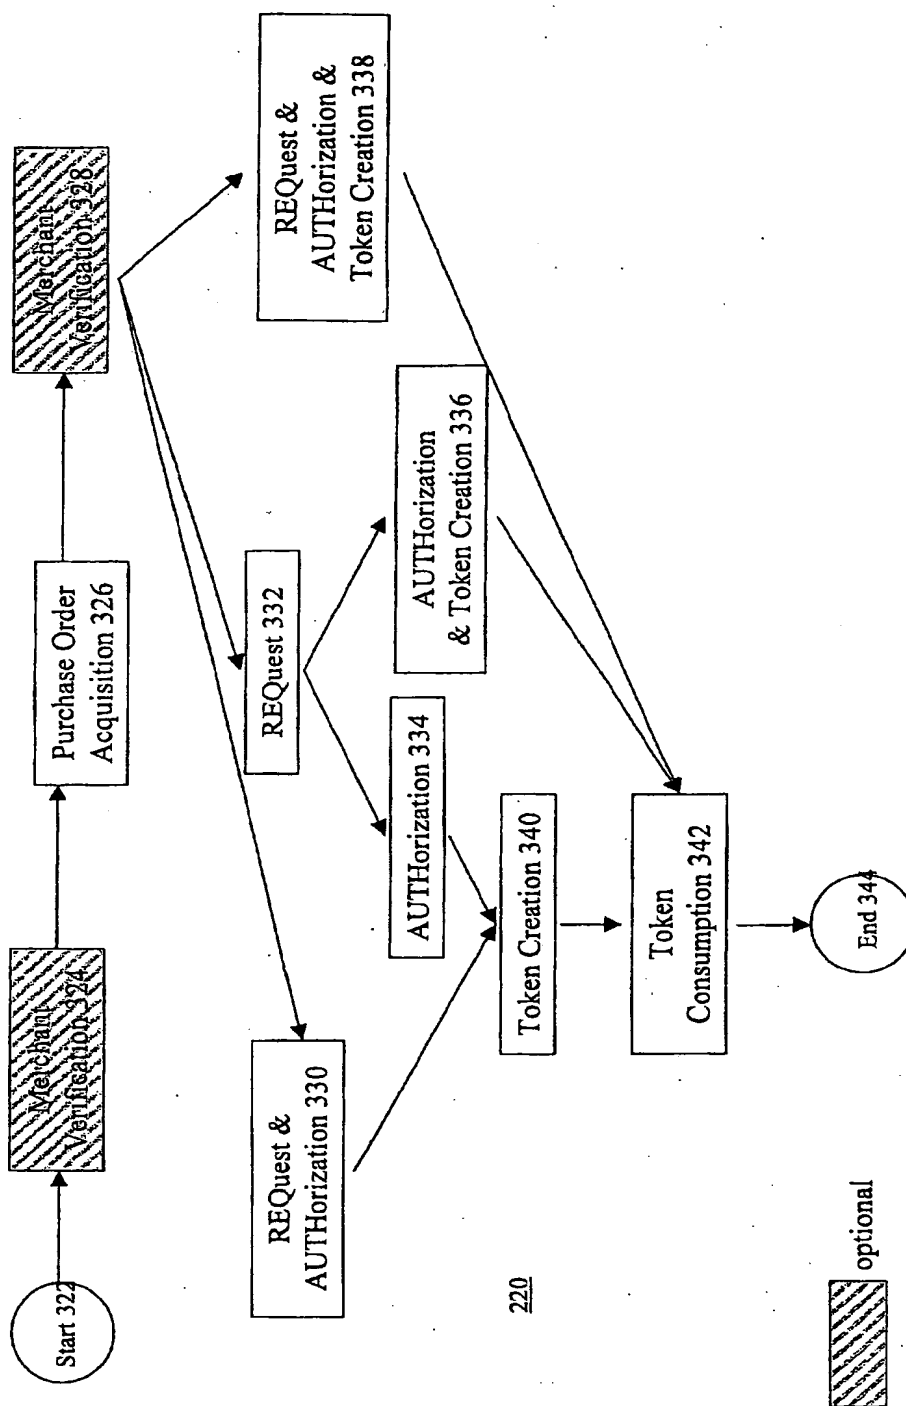 Start 322
Merchant
Verification 324
Purchase Order
Acquisition 326
Merchant
Verification 328
REQuest &
AUTHorization 330
REQuest 332
REQuest &
AUTHorization &
Token Creation 338
AUTHorization 334
AUTHorization
& Token Creation 336
Token Creation 340
Token
Consumption 342
End 344
220
optional